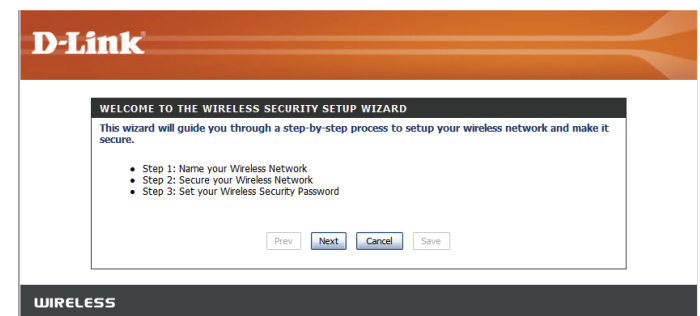 D-Link
WELCOME TO THE WIRELESS SECURITY SETUP WIZARD
This wizard will guide you through a step-by-step process to setup your wireless network and make it
secure.
• Step 1: Name your Wireless Network
• Step 2: Secure your Wireless Network
• Step 3: Set your Wireless Security Password
Prev Next Cancel Save
WIRELESS